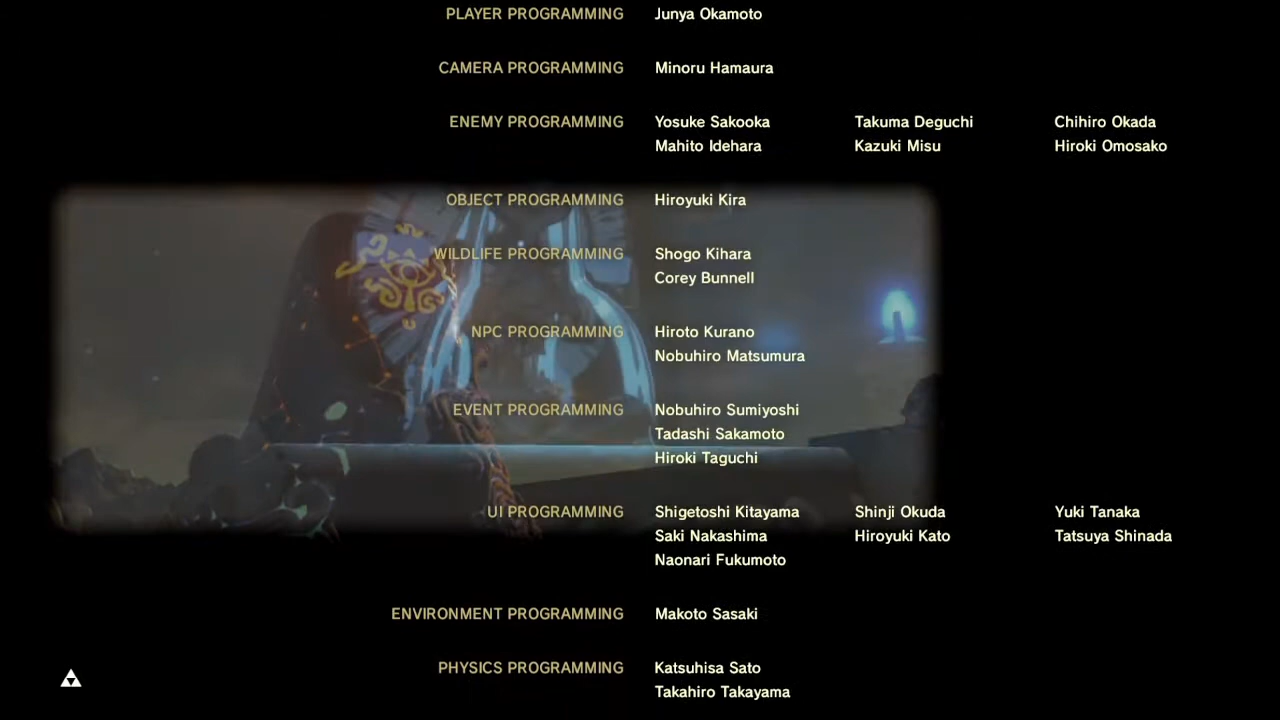 PLAYER PROGRAMMING Junya Okamoto
CAMERA PROGRAMMING Minoru Hamaura
ENEMY PROGRAMMING Yosuke Sakooka Takuma Deguchi Chihiro Okada
Mahito Idehara Kazuki Misu Hiroki Omosako
OBJECT PROGRAMMING Hiroyuki Kira
WILDLIFE PROGRAMMING Shogo Kihara
Corey Bunnell
NPC PROGRAMMING Hiroto Kurano
Nobuhiro Matsumura
EVENT PROGRAMMING Nobuhiro Sumiyoshi
Tadashi Sakamoto
Hiroki Taguchi
UI PROGRAMMING Shigetoshi Kitayama Shinji Okuda Yuki Tanaka
Saki Nakashima Hiroyuki Kato Tatsuya Shinada
Naonari Fukumoto
ENVIRONMENT PROGRAMMING Makoto Sasaki
PHYSICS PROGRAMMING Katsuhisa Sato
Takahiro Takayama